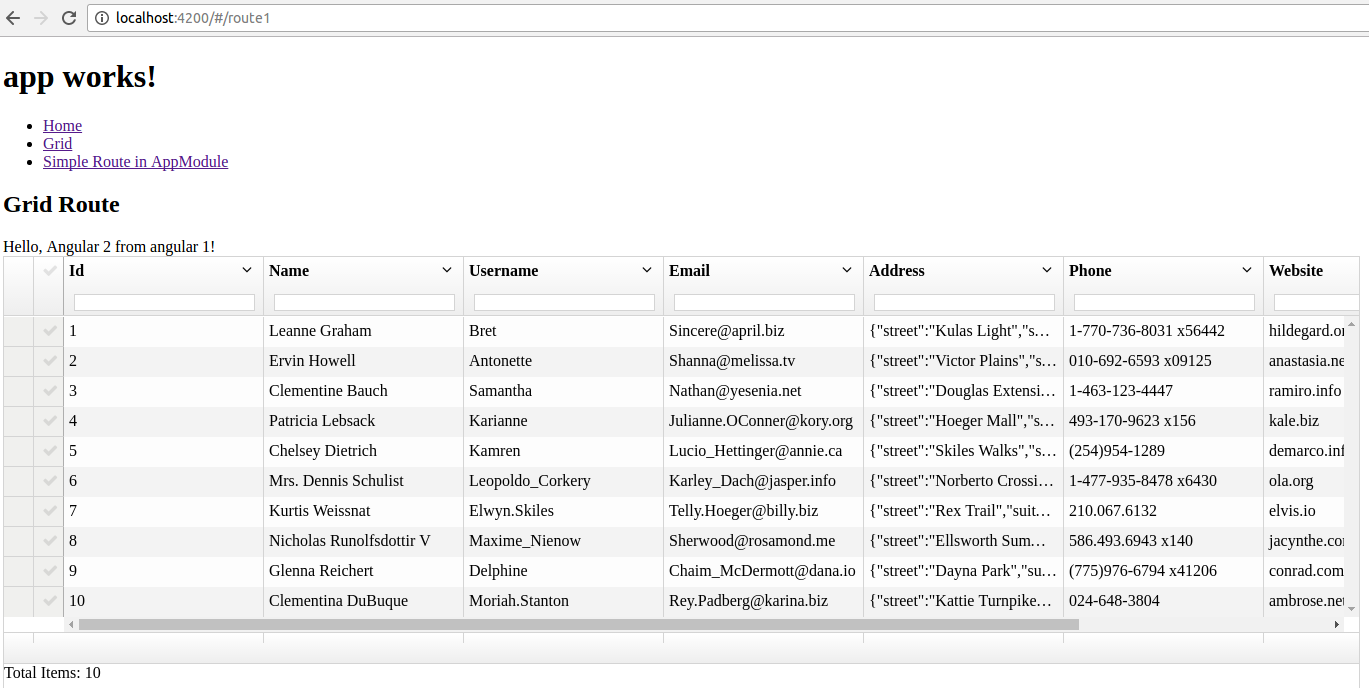 localhost:4200/#/route1
app works!
Home
Grid
Simple Route in AppModule
Grid Route
Hello, Angular 2 from angular 1!
Id Name Username Email Address Phone Website
1 Leanne Graham Bret Sincere@april.biz {"street":"Kulas Light","s… 1-770-736-8031 x56442 hildegard.or
2 Ervin Howell Antonette Shanna@melissa.tv {"street":"Victor Plains","s… 010-692-6593 x09125 anastasia.ne
3 Clementine Bauch Samantha Nathan@yesenia.net {"street":"Douglas Extensi… 1-463-123-4447 ramiro.info
4 Patricia Lebsack Karianne Julianne.OConner@kory.org {"street":"Hoeger Mall","s… 493-170-9623 x156 kale.biz
5 Chelsey Dietrich Kamren Lucio_Hettinger@annie.ca {"street":"Skiles Walks","s… (254)954-1289 demarco.inf
6 Mrs. Dennis Schulist Leopoldo_Corkery Karley_Dach@jasper.info {"street":"Norberto Crossi… 1-477-935-8478 x6430 ola.org
7 Kurtis Weissnat Elwyn.Skiles Telly.Hoeger@billy.biz {"street":"Rex Trail","suit… 210.067.6132 elvis.io
8 Nicholas Runolfsdottir V Maxime_Nienow Sherwood@rosamond.me {"street":"Ellsworth Sum… 586.493.6943 x140 jacynthe.co
9 Glenna Reichert Delphine Chaim_McDermott@dana.io {"street":"Dayna Park","su… (775)976-6794 x41206 conrad.com
10 Clementina DuBuque Moriah.Stanton Rey.Padberg@karina.biz {"street":"Kattie Turnpike… 024-648-3804 ambrose.net
Total Items: 10